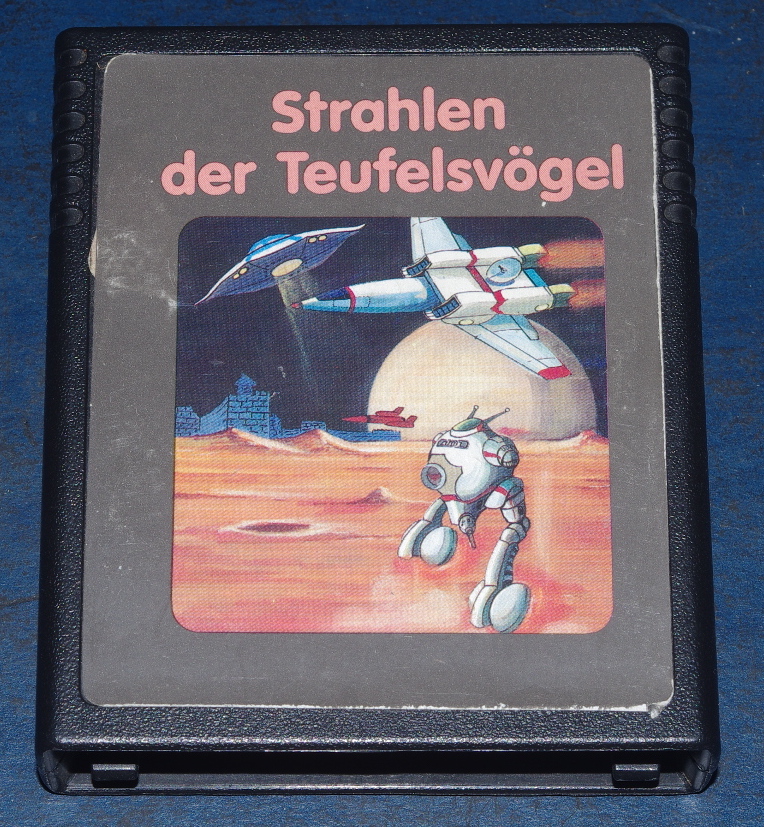 Strahlen
der Teufelsvögel